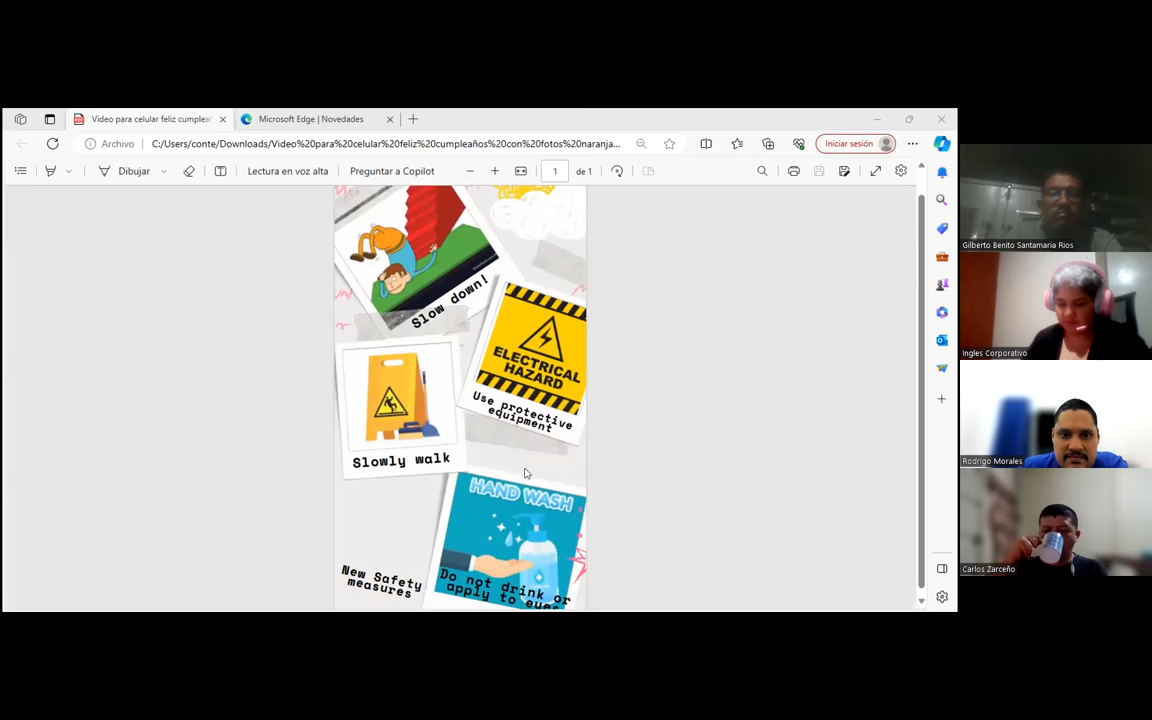 Video para celular feliz cumplea
Microsoft Edge | Novedades
Archivo
C:/Users/conte/Downloads/Video%20para%20celular%20feliz%20cumpleaños%20con%20fotos%20naranja...
Iniciar sesión
Dibujar
Lectura en voz alta
Preguntar a Copilot
1
de 1
Slow down!
ELECTRICAL
HAZARD
Use protective
equipment
Slowly walk
HAND WASH
Do not drink or
apply to eyes
New Safety
measures
Gilberto Benito Santamaria Rios
Ingles Corporativo
Rodrigo Morales
Carlos Zarceño